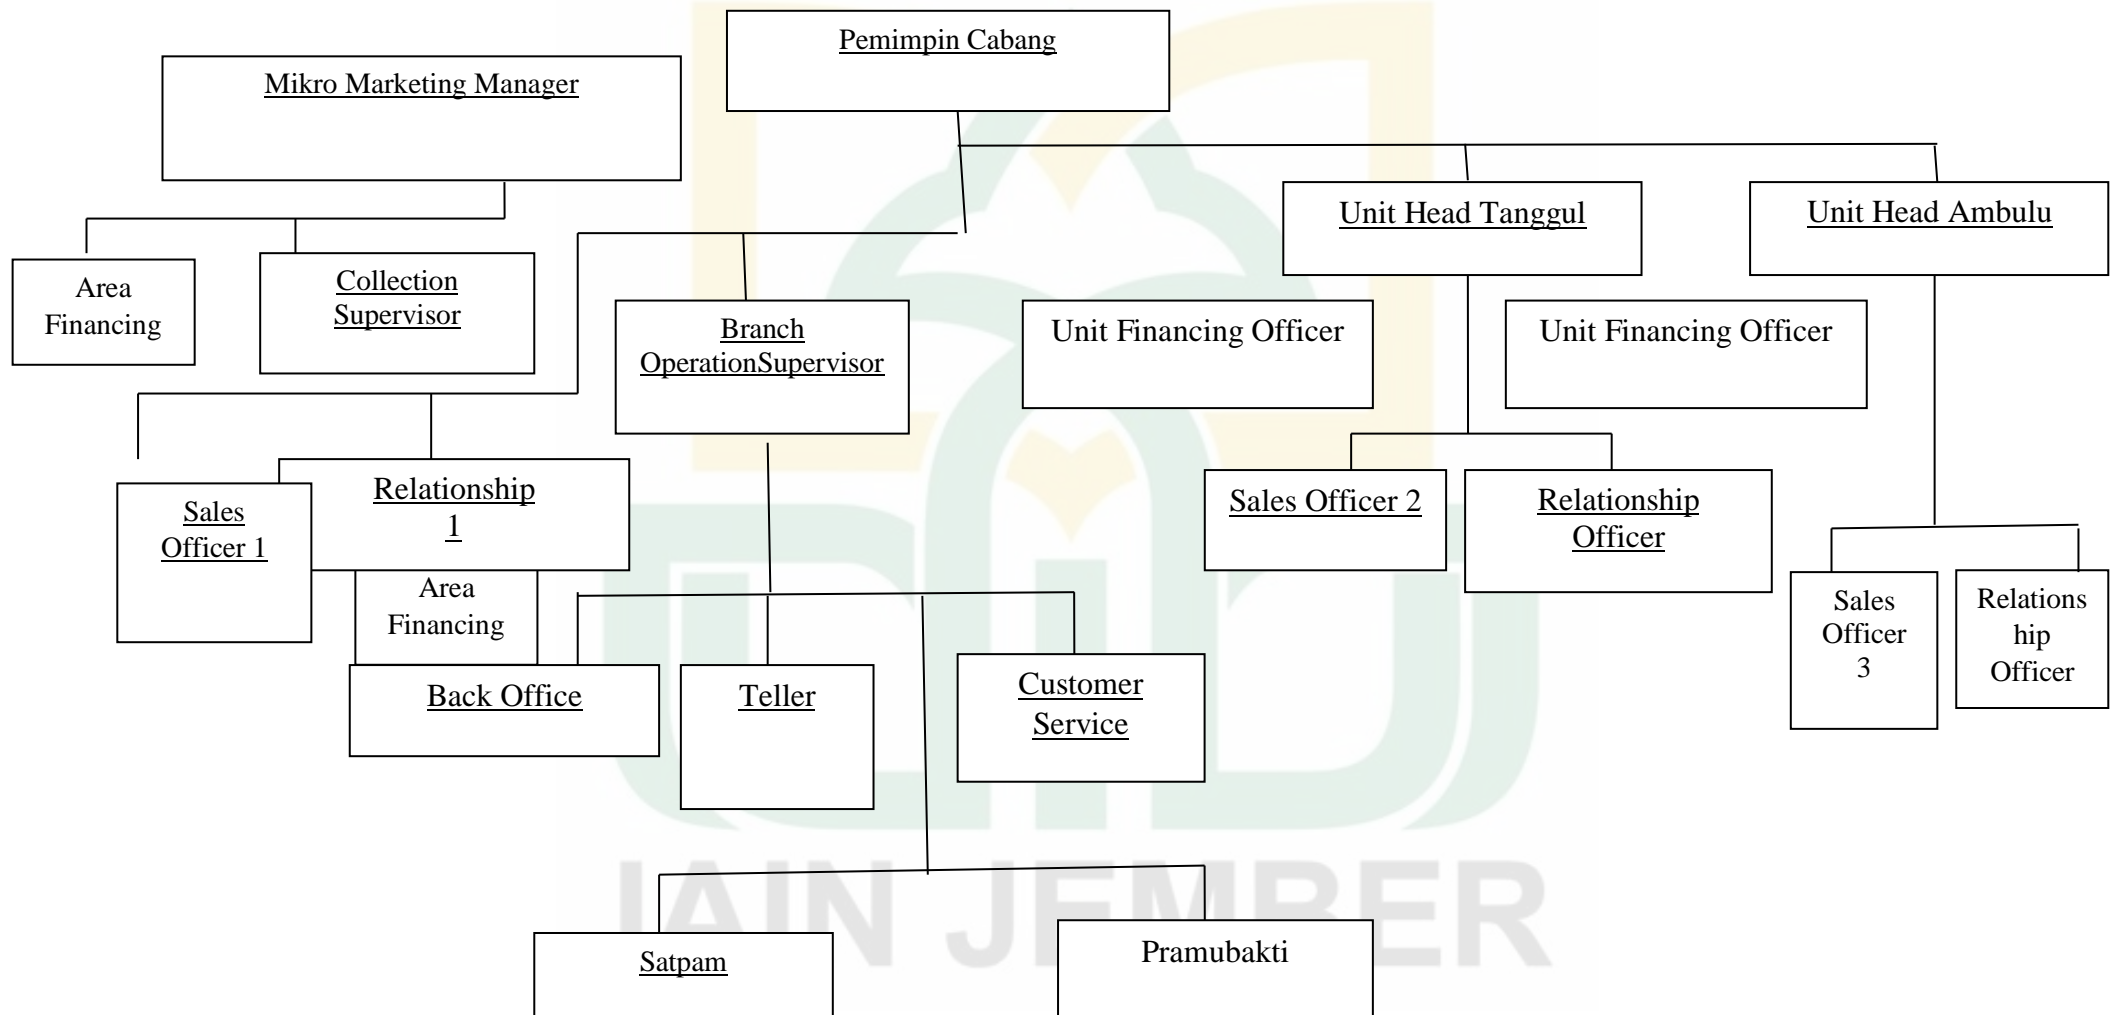 Pemimpin Cabang
Mikro Marketing Manager
Unit Head Tanggul
Unit Head Ambulu
Area
Financing
Collection
Supervisor
Branch
OperationSupervisor
Unit Financing Officer
Unit Financing Officer
Sales
Officer 1
Relationship
1
Sales Officer 2
Relationship
Officer
Area
Financing
Sales
Officer
3
Relations
hip
Officer
Back Office
Teller
Customer
Service
Satpam
Pramubakti
IAIN JEMBER